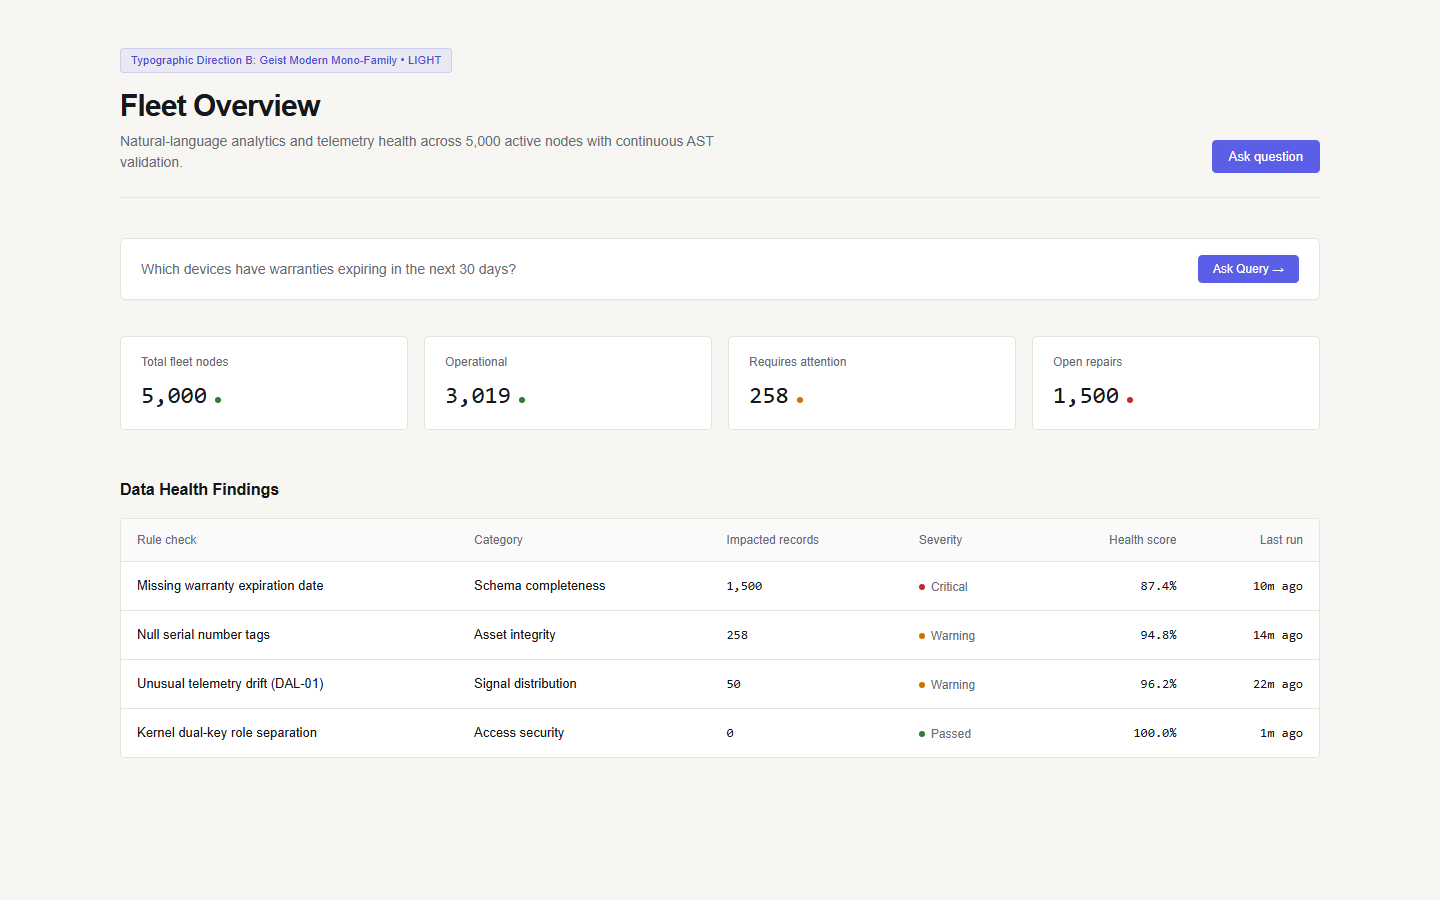 Typographic Direction B: Geist Modern Mono-Family • LIGHT
Fleet Overview
Natural-language analytics and telemetry health across 5,000 active nodes with continuous AST
validation.
Ask question
Which devices have warranties expiring in the next 30 days?
Ask Query →
Total fleet nodes
5,000
Operational
3,019
Requires attention
258
Open repairs
1,500
Data Health Findings
Rule check Category Impacted records Severity Health score Last run
Missing warranty expiration date Schema completeness 1,500 Critical 87.4% 10m ago
Null serial number tags Asset integrity 258 Warning 94.8% 14m ago
Unusual telemetry drift (DAL-01) Signal distribution 50 Warning 96.2% 22m ago
Kernel dual-key role separation Access security 0 Passed 100.0% 1m ago